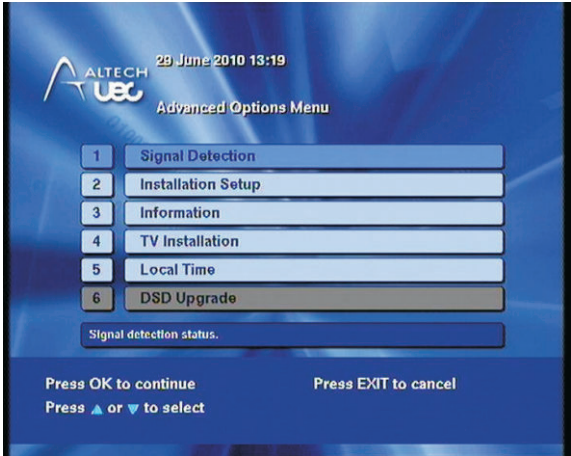 ALTECH
UEC
29 June 2010 13:19
Advanced Options Menu
1 Signal Detection
2 Installation Setup
3 Information
4 TV Installation
5 Local Time
6 DSD Upgrade
Signal detection status.
Press OK to continue Press EXIT to cancel
Press ▲ or ▼ to select